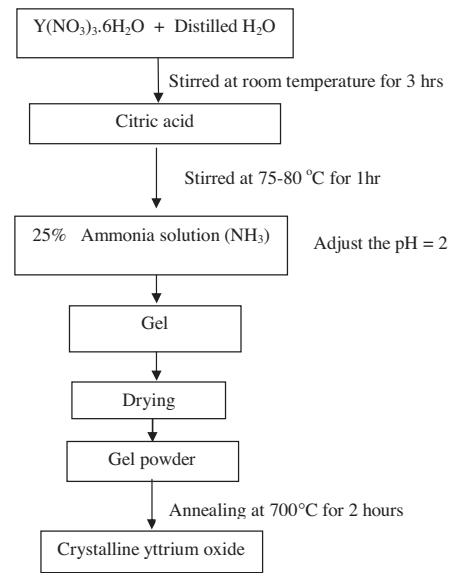 Y(NO₃)₃.6H₂O + Distilled H₂O
Stirred at room temperature for 3 hrs
Citric acid
Stirred at 75-80 °C for 1hr
25% Ammonia solution (NH₃)
Adjust the pH = 2
Gel
Drying
Gel powder
Annealing at 700°C for 2 hours
Crystalline yttrium oxide